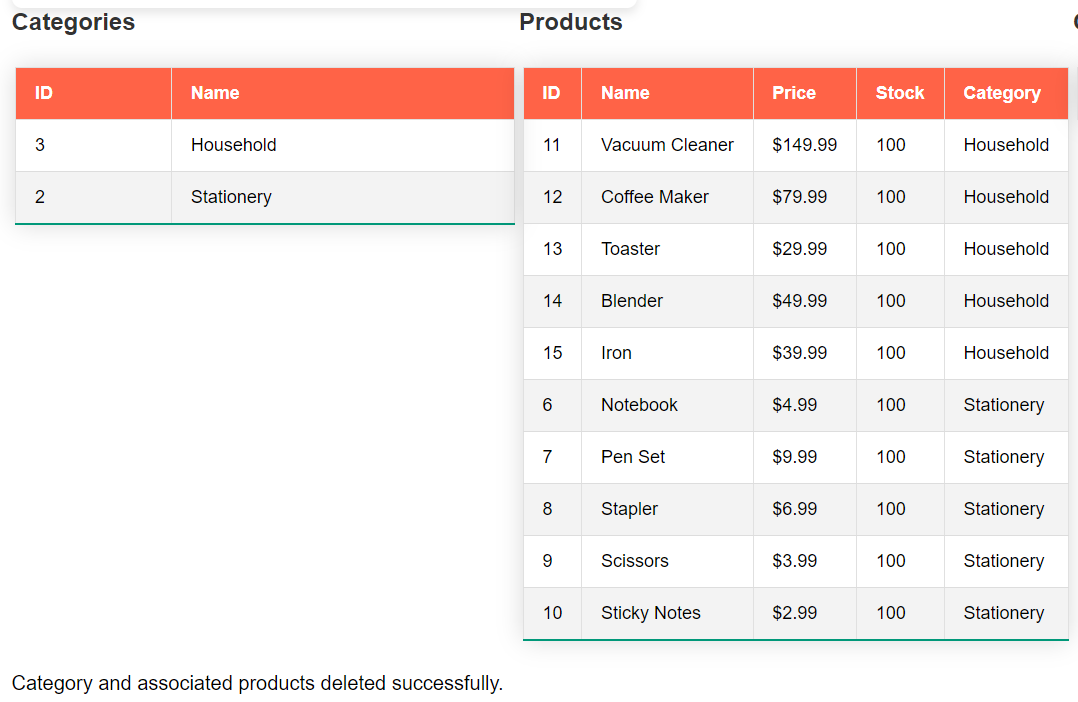 Categories
ID Name
3 Household
2 Stationery
Products
ID Name Price Stock Category
11 Vacuum Cleaner $149.99 100 Household
12 Coffee Maker $79.99 100 Household
13 Toaster $29.99 100 Household
14 Blender $49.99 100 Household
15 Iron $39.99 100 Household
6 Notebook $4.99 100 Stationery
7 Pen Set $9.99 100 Stationery
8 Stapler $6.99 100 Stationery
9 Scissors $3.99 100 Stationery
10 Sticky Notes $2.99 100 Stationery
Category and associated products deleted successfully.